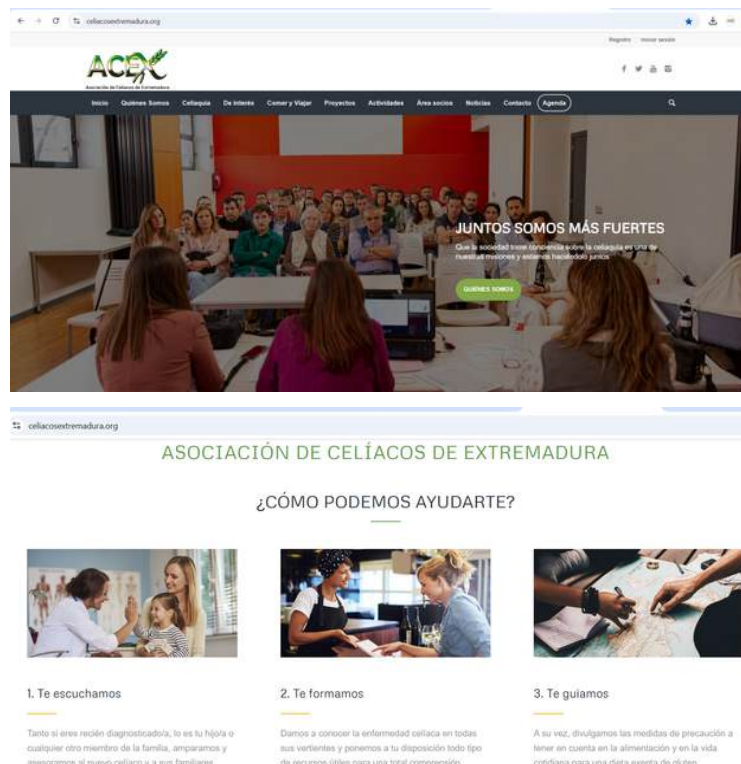 celiacosextremadura.org
Registro Iniciar sesión
ACEX
Asociación de Celíacos de Extremadura
Inicio Quiénes Somos Celiaquía De Interés Comer y Viajar Proyectos Actividades Área socios Noticias Contacto Agenda
JUNTOS SOMOS MÁS FUERTES
Que la sociedad tome conciencia sobre la celiaquía es una de
nuestras misiones y estamos haciéndolo juntos.
QUIÉNES SOMOS
celiacosextremadura.org
ASOCIACIÓN DE CELÍACOS DE EXTREMADURA
¿CÓMO PODEMOS AYUDARTE?
1. Te escuchamos
Tanto si eres recién diagnosticado/a, lo es tu hijo/a o
cualquier otro miembro de la familia, amparamos y
asesoramos al nuevo celíaco y a sus familiares
2. Te formamos
Damos a conocer la enfermedad celíaca en todas
sus vertientes y ponemos a tu disposición todo tipo
de recursos útiles para una total comprensión
3. Te guiamos
A su vez, divulgamos las medidas de precaución a
tener en cuenta en la alimentación y en la vida
cotidiana para una dieta exenta de gluten